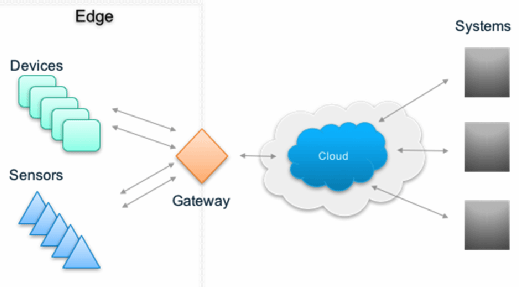 Edge
Systems
Devices
Cloud
Sensors
Gateway